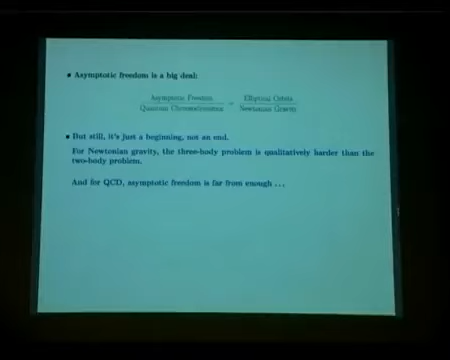 • Asymptotic freedom is a big deal:
Asymptotic Freedom Elliptical Orbits
=
Quantum Chromodynamics Newtonian Gravity
• But still, it's just a beginning, not an end.
For Newtonian gravity, the three-body problem is qualitatively harder than the
two-body problem.
And for QCD, asymptotic freedom is far from enough ...